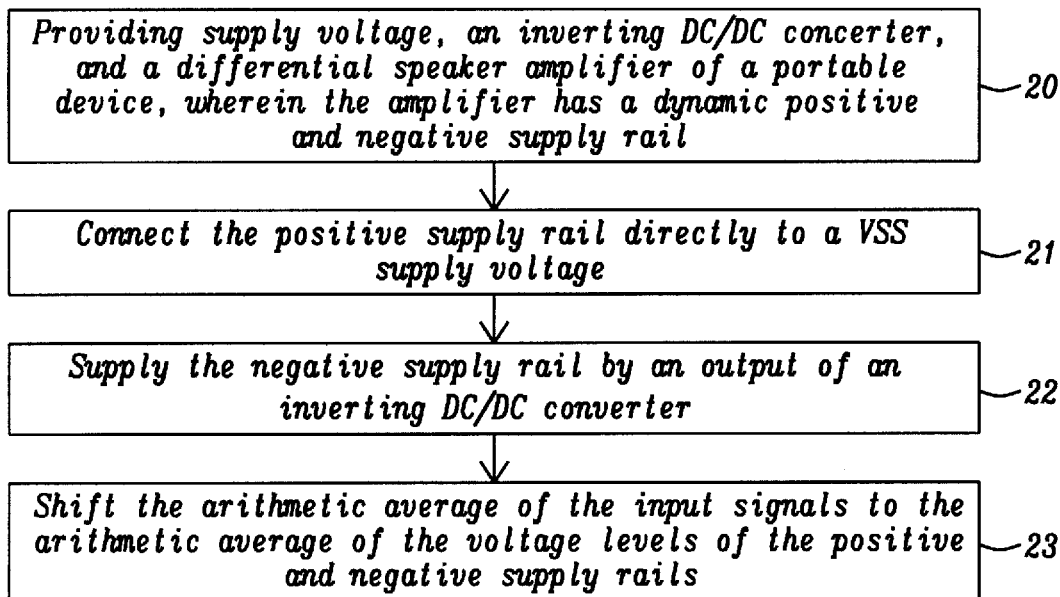 Providing supply voltage, an inverting DC/DC concerter,
and a differential speaker amplifier of a portable
device, wherein the amplifier has a dynamic positive
and negative supply rail
20
Connect the positive supply rail directly to a VSS
supply voltage
21
Supply the negative supply rail by an output of an
inverting DC/DC converter
22
Shift the arithmetic average of the input signals to the
arithmetic average of the voltage levels of the positive
and negative supply rails
23